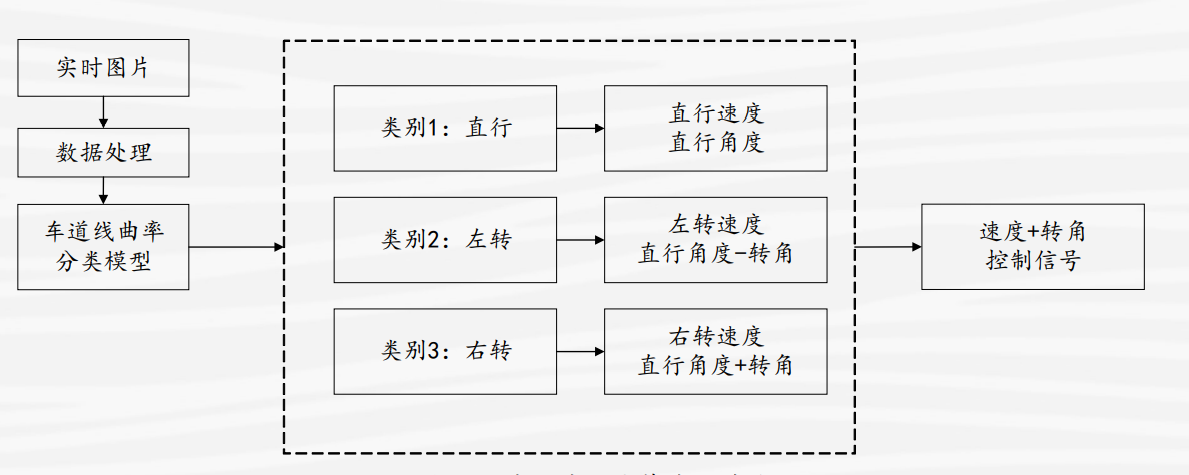 实时图片
数据处理
车道线曲率
分类模型
类别1：直行
直行速度
直行角度
类别2：左转
左转速度
直行角度-转角
类别3：右转
右转速度
直行角度+转角
速度+转角
控制信号